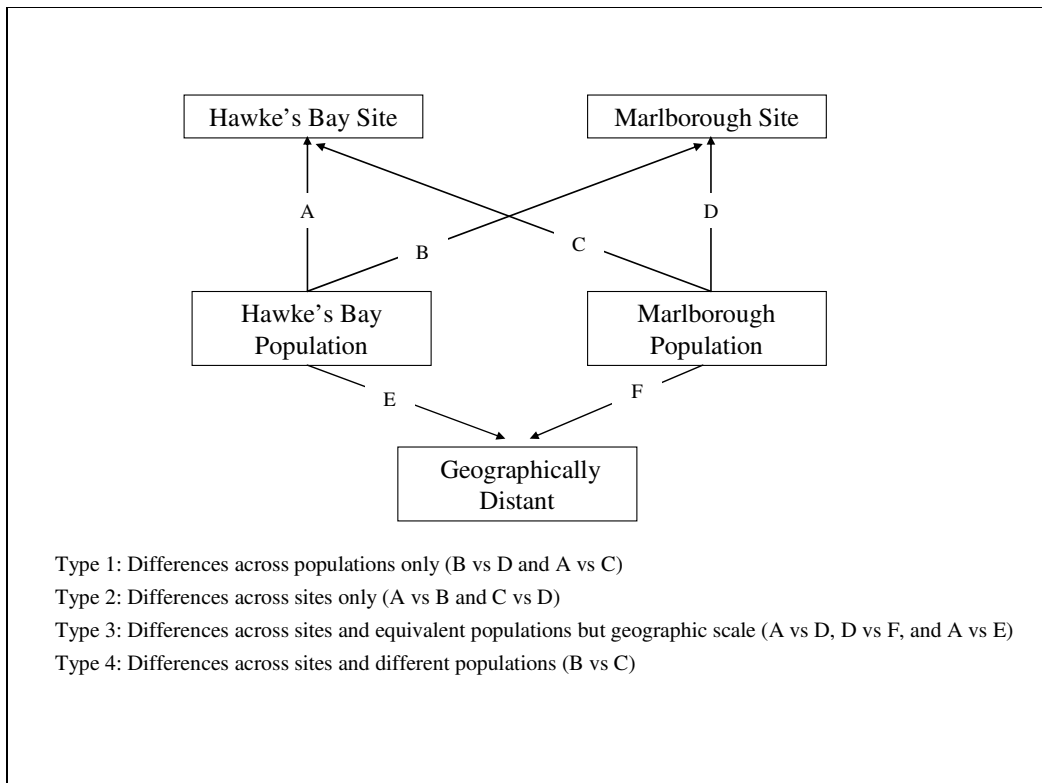 Hawke’s Bay Site
Marlborough Site
A
B
C
D
Hawke’s Bay
Population
Marlborough
Population
E
F
Geographically
Distant
Type 1: Differences across populations only (B vs D and A vs C)
Type 2: Differences across sites only (A vs B and C vs D)
Type 3: Differences across sites and equivalent populations but geographic scale (A vs D, D vs F, and A vs E)
Type 4: Differences across sites and different populations (B vs C)